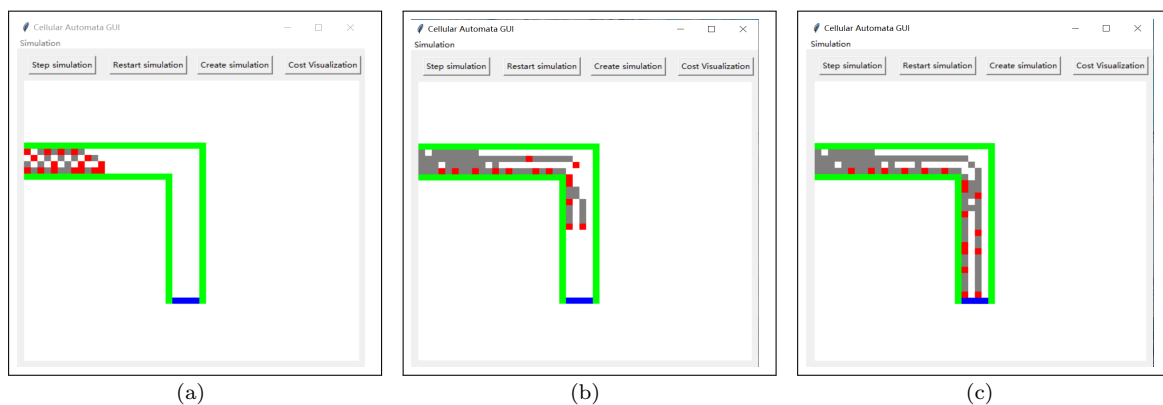 Cellular Automata GUI
Simulation
Step simulation Restart simulation Create simulation Cost Visualization
(a)
Cellular Automata GUI
Simulation
Step simulation Restart simulation Create simulation Cost Visualization
(b)
Cellular Automata GUI
Simulation
Step simulation Restart simulation Create simulation Cost Visualization
(c)